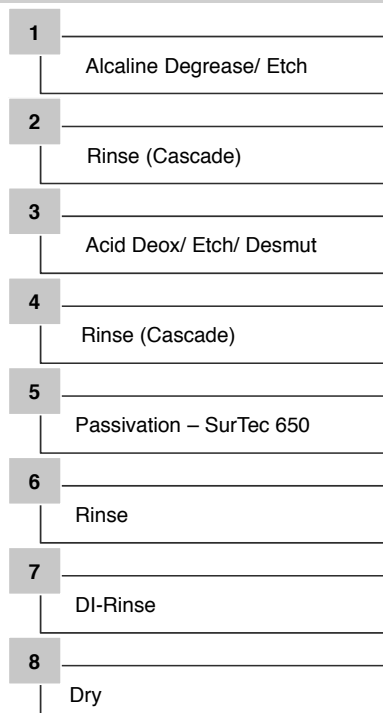 1
Alcaline Degrease/ Etch
2
Rinse (Cascade)
3
Acid Deox/ Etch/ Desmut
4
Rinse (Cascade)
5
Passivation – SurTec 650
6
Rinse
7
DI-Rinse
8
Dry